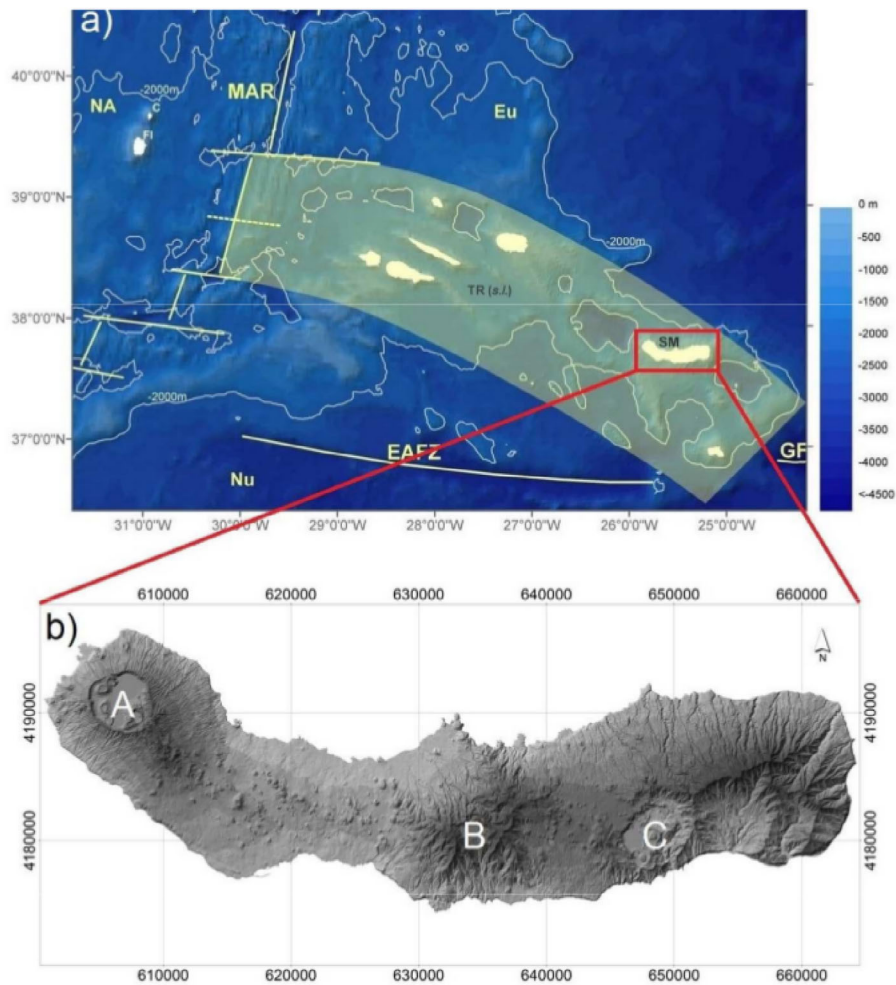 a)
40°0'0"N
39°0'0"N
38°0'0"N
37°0'0"N
NA
C
Fl
-2000m
MAR
Eu
-2000m
TR (s.l.)
SM
-2000m
EAFZ
GF
Nu
31°0'0"W
30°0'0"W
29°0'0"W
28°0'0"W
27°0'0"W
26°0'0"W
25°0'0"W
0 m
-500
-1000
-1500
-2000
-2500
-3000
-3500
-4000
<-4500
610000 620000 630000 640000 650000 660000
b)
N
4190000
4180000
A
B
C
4190000
4180000
610000 620000 630000 640000 650000 660000